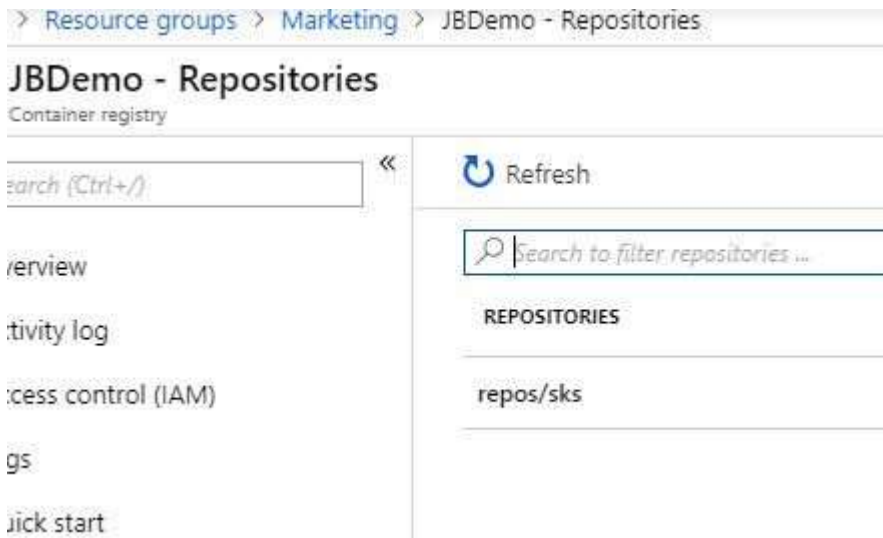 > Resource groups > Marketing > JBDemo - Repositories
JBDemo - Repositories
Container registry
earch (Ctrl+/)
«
verview
tivity log
ccess control (IAM)
gs
uick start
Refresh
Search to filter repositories ...
REPOSITORIES
repos/sks